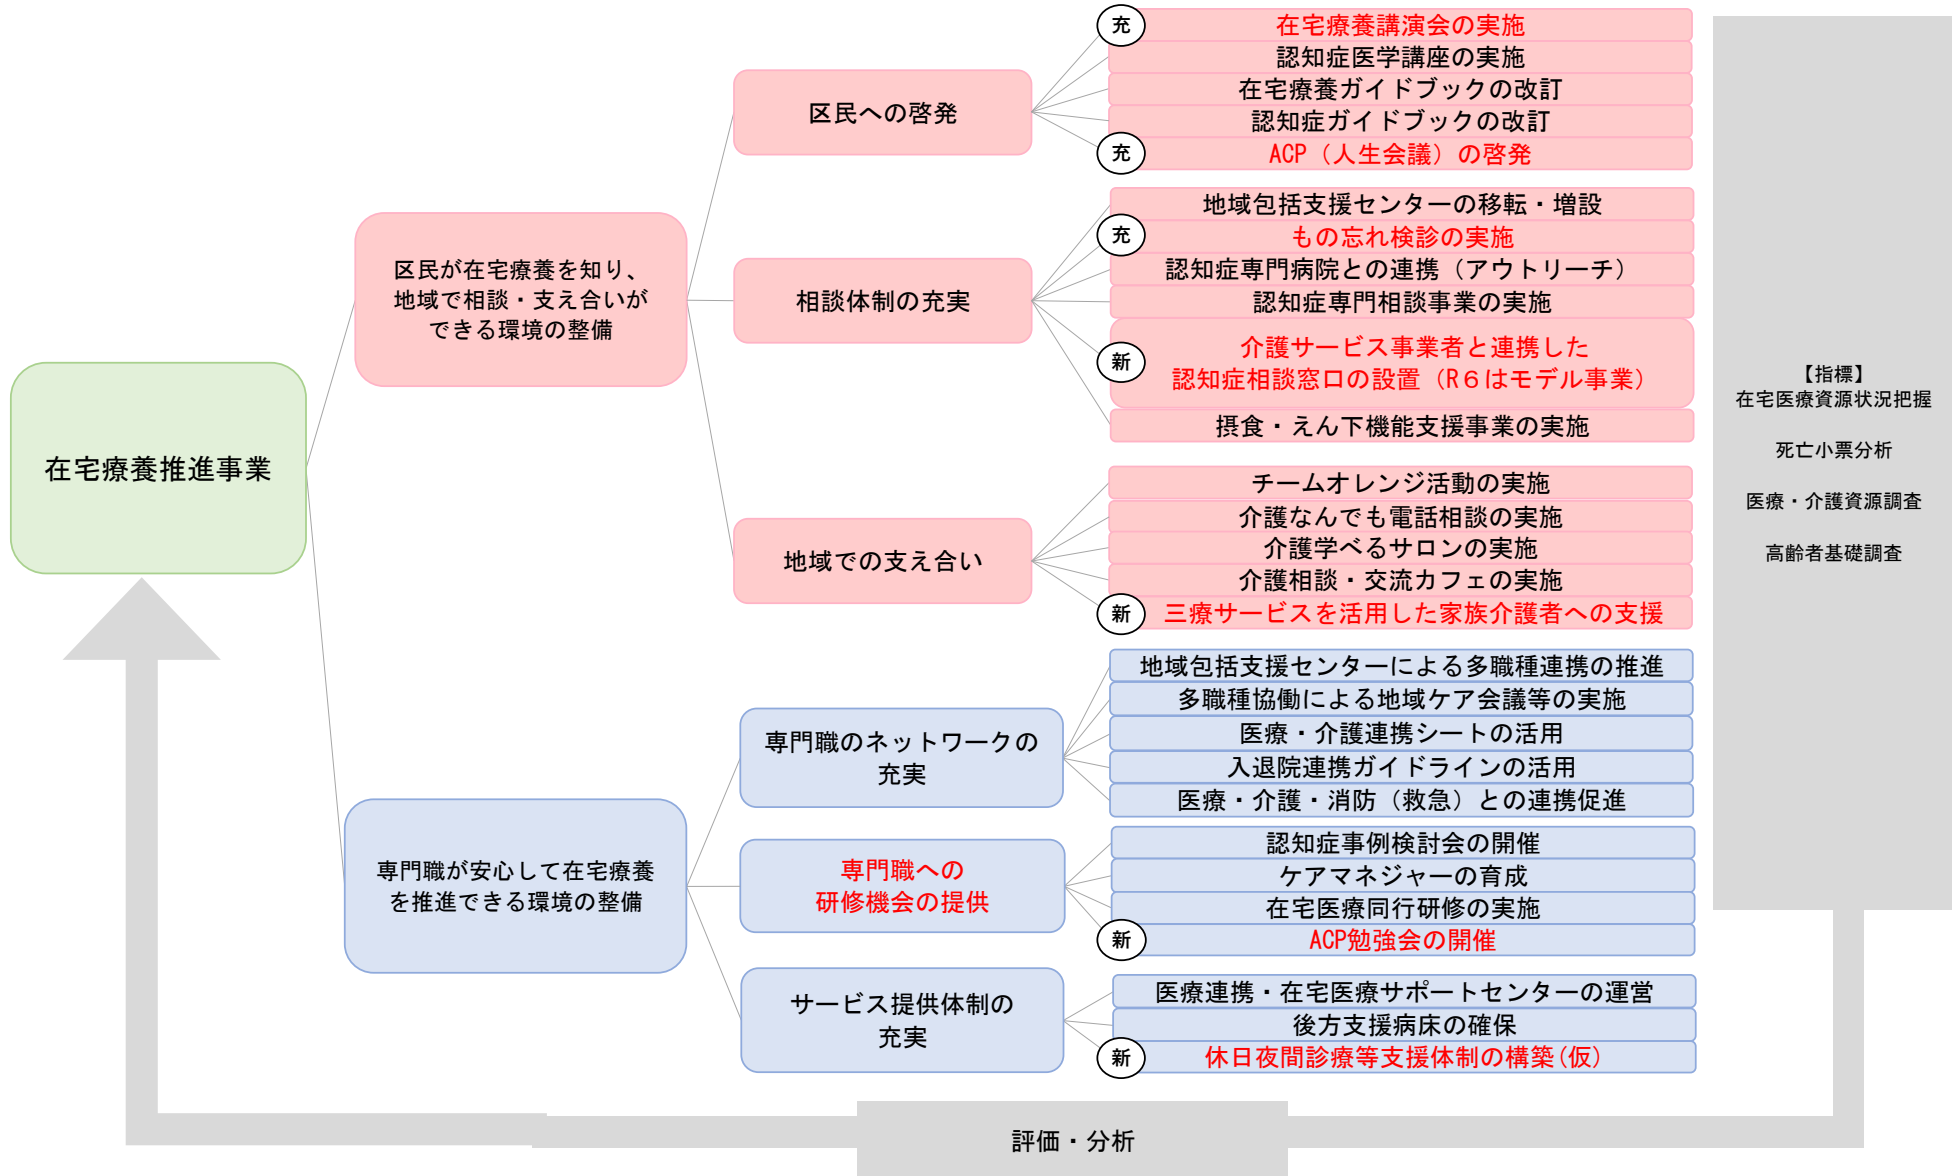 在宅療養推進事業
区民が在宅療養を知り、
地域で相談・支え合いが
できる環境の整備
区民への啓発
充
在宅療養講演会の実施
認知症医学講座の実施
在宅療養ガイドブックの改訂
認知症ガイドブックの改訂
充
ACP（人生会議）の啓発
相談体制の充実
地域包括支援センターの移転・増設
充
もの忘れ検診の実施
認知症専門病院との連携（アウトリーチ）
認知症専門相談事業の実施
新
介護サービス事業者と連携した
認知症相談窓口の設置（R６はモデル事業）
摂食・えん下機能支援事業の実施
地域での支え合い
チームオレンジ活動の実施
介護なんでも電話相談の実施
介護学べるサロンの実施
介護相談・交流カフェの実施
新
三療サービスを活用した家族介護者への支援
専門職が安心して在宅療養
を推進できる環境の整備
専門職のネットワークの
充実
地域包括支援センターによる多職種連携の推進
多職種協働による地域ケア会議等の実施
医療・介護連携シートの活用
入退院連携ガイドラインの活用
医療・介護・消防（救急）との連携促進
専門職への
研修機会の提供
認知症事例検討会の開催
ケアマネジャーの育成
在宅医療同行研修の実施
新
ACP勉強会の開催
サービス提供体制の
充実
医療連携・在宅医療サポートセンターの運営
後方支援病床の確保
新
休日夜間診療等支援体制の構築(仮)
【指標】
在宅医療資源状況把握
死亡小票分析
医療・介護資源調査
高齢者基礎調査
評価・分析